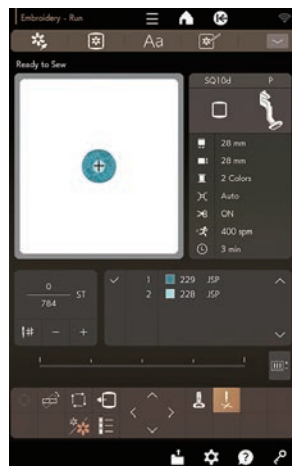 Embroidery - Run
Aa
Ready to Sew
SQ10d P
28 mm
28 mm
2 Colors
Auto
ON
400 spm
3 min
0
784
ST
1 229 JSP
2 228 JSP
#
- +